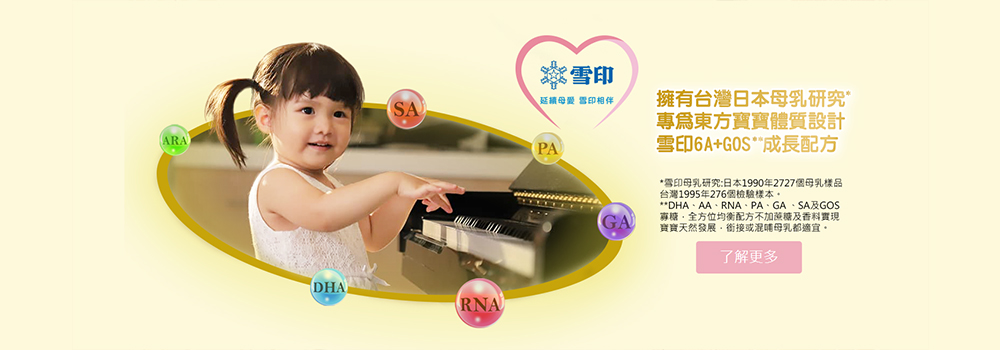 雪印
延續母愛 雪印相伴
擁有台灣日本母乳研究*
專為東方寶寶體質設計
雪印6A+GOS**成長配方
*雪印母乳研究:日本1990年2727個母乳樣品
台灣1995年276個檢驗樣本。
**DHA、AA、RNA、PA、GA、SA及GOS
寡糖，全方位均衡配方不加蔗糖及香料實現
寶寶天然發展，銜接或混哺母乳都適宜。
了解更多
SA
ARA
PA
GA
DHA
RNA